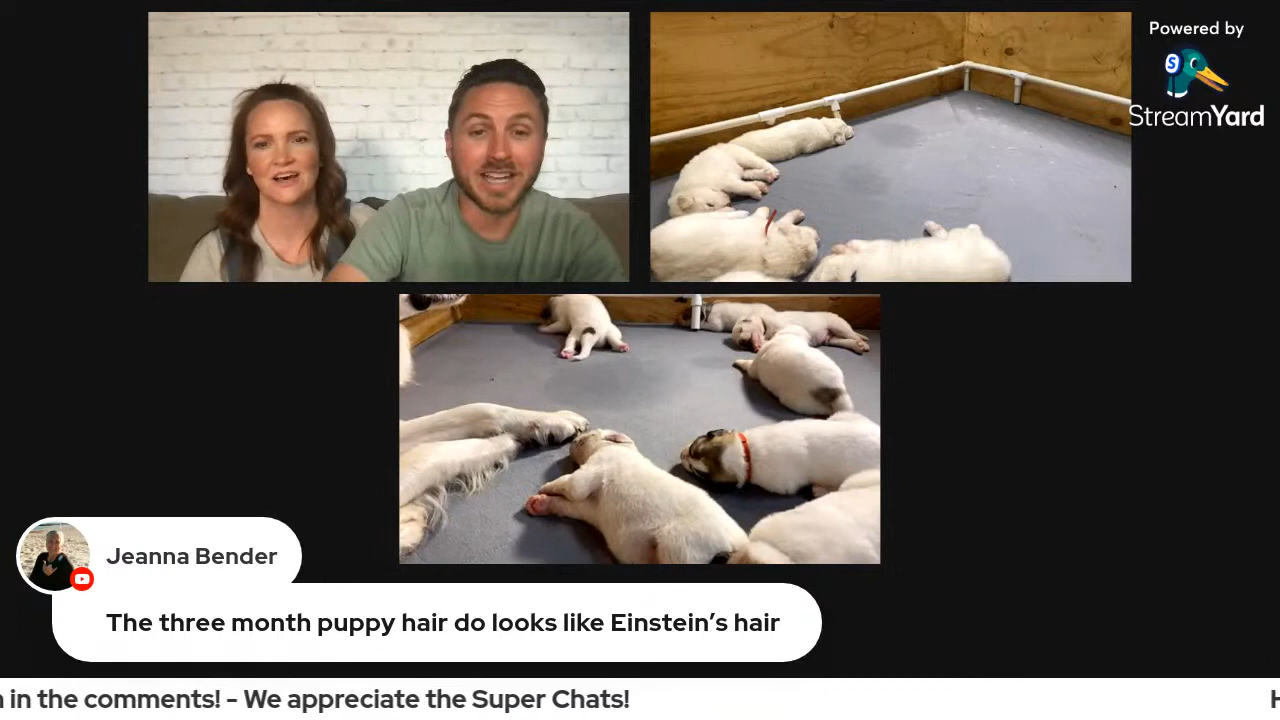 Powered by
S
StreamYard
Jeanna Bender
The three month puppy hair do looks like Einstein’s hair
in the comments! - We appreciate the Super Chats!